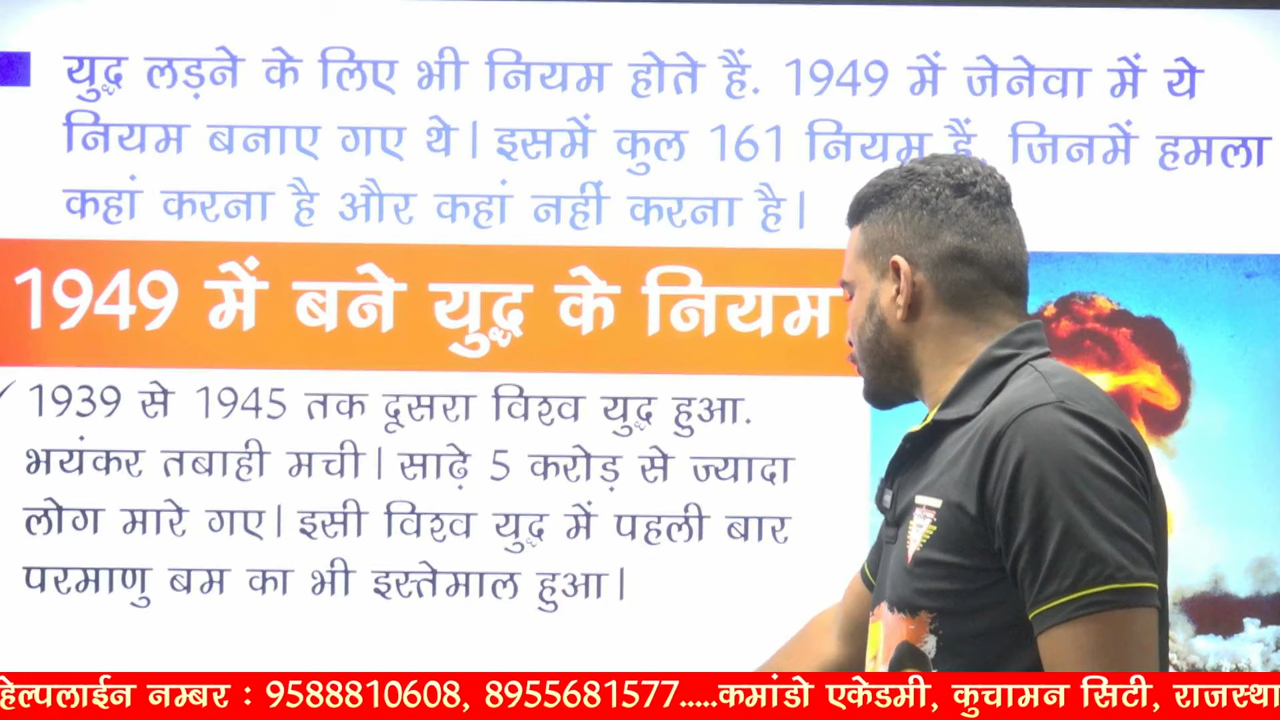 युद्ध लड़ने के लिए भी नियम होते हैं. 1949 में जेनेवा में ये
नियम बनाए गए थे। इसमें कुल 161 नियम हैं, जिनमें हमला
कहां करना है और कहां नहीं करना है।
1949 में बने युद्ध के नियम
✓ 1939 से 1945 तक दूसरा विश्व युद्ध हुआ.
भयंकर तबाही मची। साढ़े 5 करोड़ से ज्यादा
लोग मारे गए। इसी विश्व युद्ध में पहली बार
परमाणु बम का भी इस्तेमाल हुआ।
हेल्पलाईन नम्बर : 9588810608, 8955681577.....कमांडो एकेडमी, कुचामन सिटी, राजस्था